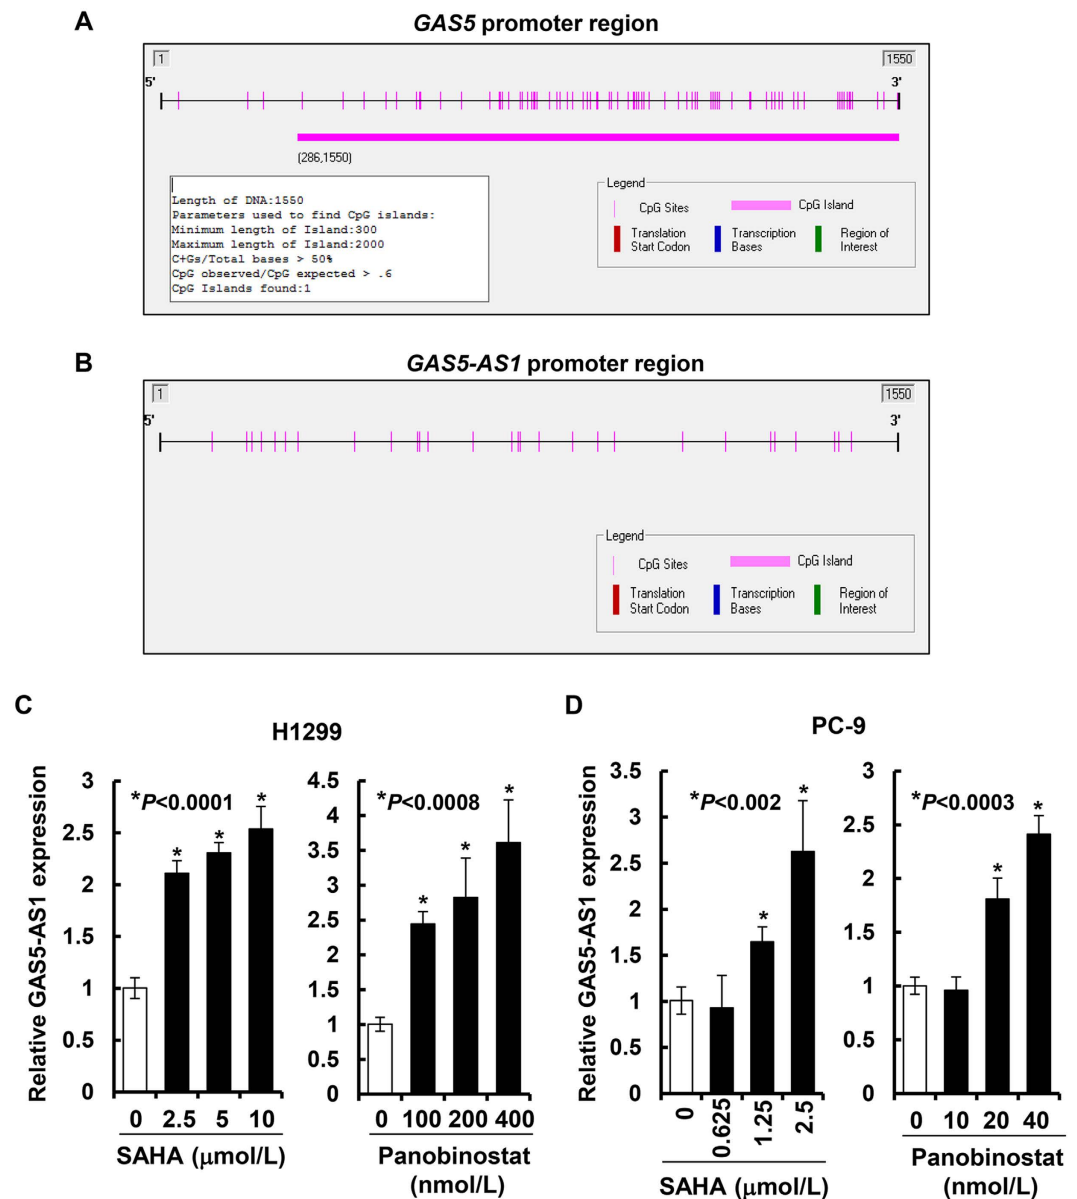 A
GAS5 promoter region
1
1550
5'
3'
(286,1550)
Length of DNA:1550
Parameters used to find CpG islands:
Minimum length of Island:300
Maximum length of Island:2000
C+Gs/Total bases > 50%
CpG observed/CpG expected > .6
CpG Islands found:1
Legend
CpG Sites
CpG Island
Translation
Start Codon
Transcription
Bases
Region of
Interest
B
GAS5-AS1 promoter region
1
1550
5'
3'
Legend
CpG Sites
CpG Island
Translation
Start Codon
Transcription
Bases
Region of
Interest
C
H1299
Relative GAS5-AS1 expression
3
2.5
2
1.5
1
0.5
0
*P<0.0001
*
*
*
0 2.5 5 10
SAHA (μmol/L)
4.5
4
3.5
3
2.5
2
1.5
1
0.5
0
*P<0.0008
*
*
*
0 100 200 400
Panobinostat
(nmol/L)
D
PC-9
Relative GAS5-AS1 expression
3.5
3
2.5
2
1.5
1
0.5
0
*P<0.002
*
*
0 0.625 1.25 2.5
SAHA (μmol/L)
3
2.5
2
1.5
1
0.5
0
*P<0.0003
*
*
0 10 20 40
Panobinostat
(nmol/L)